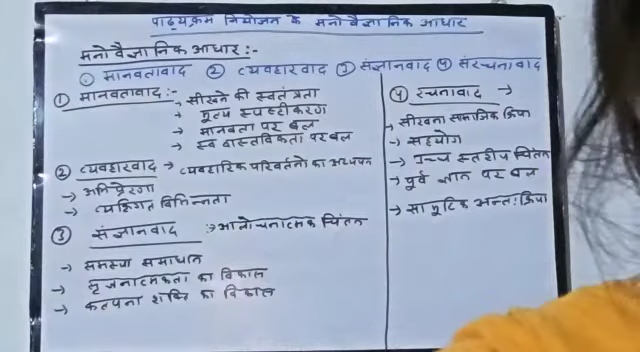 पाठ्यक्रम नियोजन के मनोवैज्ञानिक आधार
मनोवैज्ञानिक आधार :-
① मानवतावाद ② व्यवहारवाद ③ संज्ञानवाद ④ संरचनावाद
① मानवतावाद :-
→ सीखने की स्वतंत्रता
→ मूल्य स्पष्टीकरण
→ मानवता पर बल
→ स्व वास्तविकता पर बल
② व्यवहारवाद → व्यवहारिक परिवर्तनो का अध्ययन
→ अभिप्रेरणा
→ व्यक्तिगत विभिन्नता
③ संज्ञानवाद :→ आलोचनात्मक चिंतन
→ समस्या समाधान
→ सृजनात्मकता का विकास
→ कल्पना शक्ति का विकास
④ रचनावाद →
→ सीखना सामाजिक क्रिया
→ सहयोग
→ उच्च स्तरीय चिंतन
→ पूर्व ज्ञान पर बल
→ सामूहिक अन्तःक्रिया